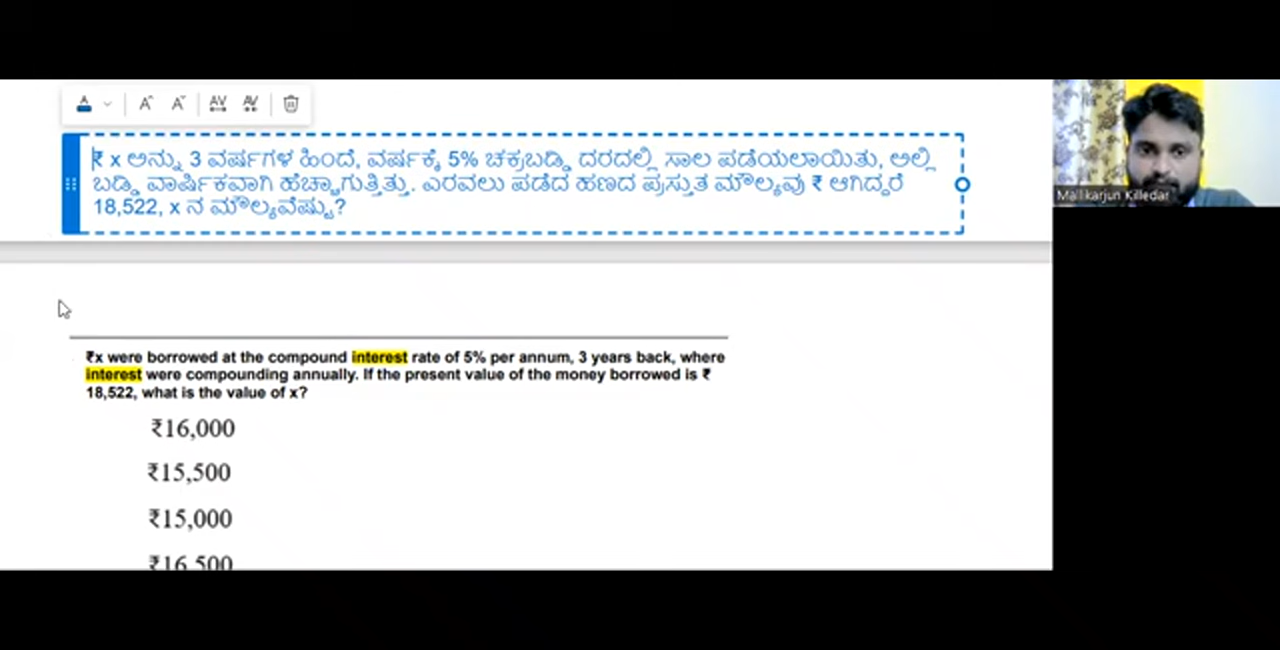 ₹ x ಅನ್ನು 3 ವರ್ಷಗಳ ಹಿಂದೆ, ವರ್ಷಕ್ಕೆ 5% ಚಕ್ರಬಡ್ಡಿ ದರದಲ್ಲಿ ಸಾಲ ಪಡೆಯಲಾಯಿತು, ಅಲ್ಲಿ
ಬಡ್ಡಿ ವಾರ್ಷಿಕವಾಗಿ ಹೆಚ್ಚಾಗುತ್ತಿತ್ತು. ಎರವಲು ಪಡೆದ ಹಣದ ಪ್ರಸ್ತುತ ಮೌಲ್ಯವು ₹ ಆಗಿದ್ದರೆ
18,522, x ನ ಮೌಲ್ಯವೆಷ್ಟು?
Mallikarjun Killedar
₹x were borrowed at the compound interest rate of 5% per annum, 3 years back, where
interest were compounding annually. If the present value of the money borrowed is ₹
18,522, what is the value of x?
₹16,000
₹15,500
₹15,000
₹16,500